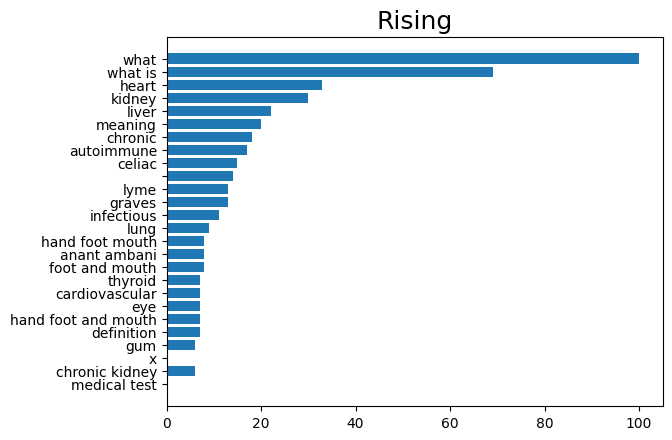 Rising
what
what is
heart
kidney
liver
meaning
chronic
autoimmune
celiac
lyme
graves
infectious
lung
hand foot mouth
anant ambani
foot and mouth
thyroid
cardiovascular
eye
hand foot and mouth
definition
gum
x
chronic kidney
medical test
0 20 40 60 80 100